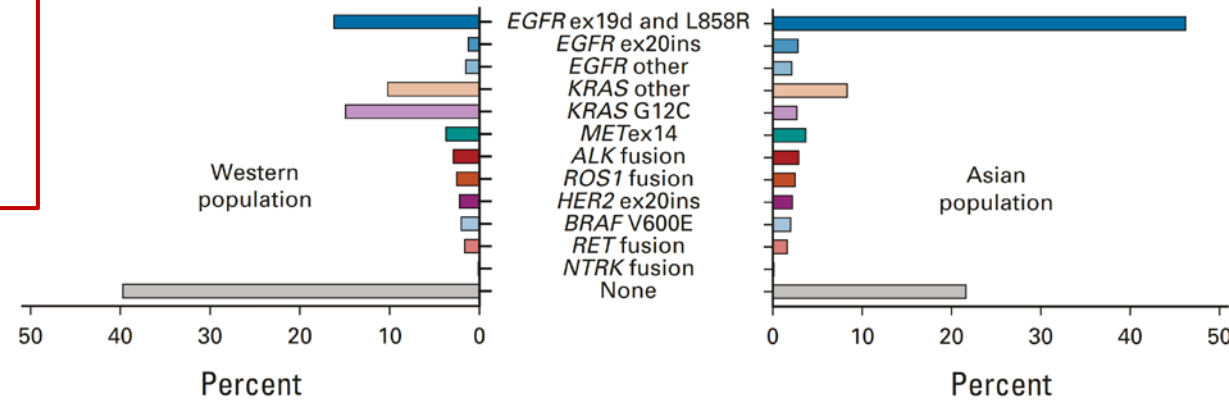 EGFR ex19d and L858R
EGFR ex20ins
EGFR other
KRAS other
KRAS G12C
METex14
ALK fusion
ROS1 fusion
HER2 ex20ins
BRAF V600E
RET fusion
NTRK fusion
None
Western
population
Asian
population
50 40 30 20 10 0
0 10 20 30 40 50
Percent
Percent